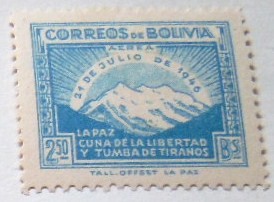 CORREOS DE BOLIVIA
AEREA
21 DE JULIO DE 1946
LA PAZ
CUNA DE LA LIBERTAD
Y TUMBA DE TIRANOS
2.50 Bs
TALL. OFFSET LA PAZ